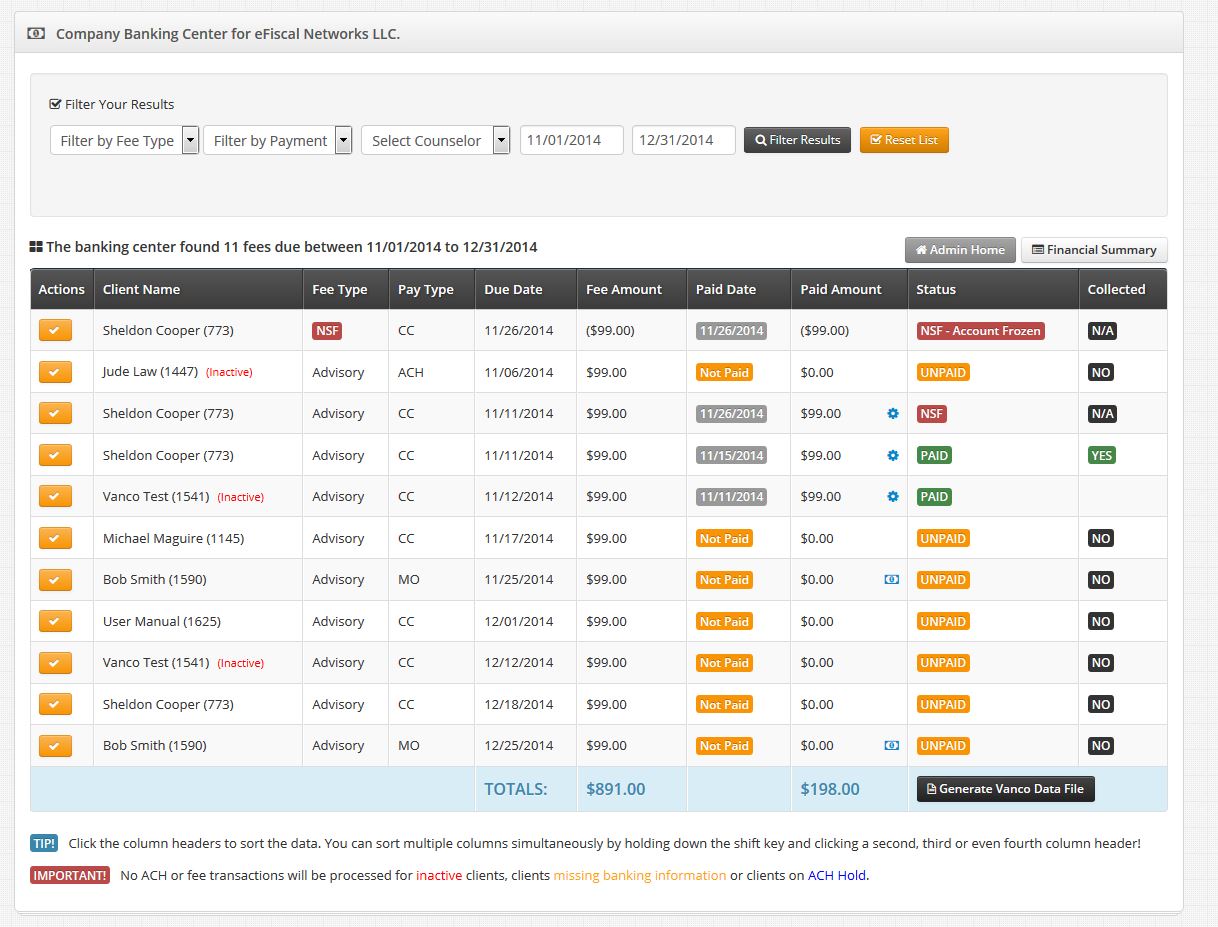 Company Banking Center for eFiscal Networks LLC.
Filter Your Results
Filter by Fee Type Filter by Payment Select Counselor 11/01/2014 12/31/2014 Filter Results Reset List
The banking center found 11 fees due between 11/01/2014 to 12/31/2014 Admin Home Financial Summary
Actions Client Name Fee Type Pay Type Due Date Fee Amount Paid Date Paid Amount Status Collected
Sheldon Cooper (773) NSF CC 11/26/2014 ($99.00) 11/26/2014 ($99.00) NSF - Account Frozen N/A
Jude Law (1447) (Inactive) Advisory ACH 11/06/2014 $99.00 Not Paid $0.00 UNPAID NO
Sheldon Cooper (773) Advisory CC 11/11/2014 $99.00 11/26/2014 $99.00 NSF N/A
Sheldon Cooper (773) Advisory CC 11/11/2014 $99.00 11/15/2014 $99.00 PAID YES
Vanco Test (1541) (Inactive) Advisory CC 11/12/2014 $99.00 11/11/2014 $99.00 PAID
Michael Maguire (1145) Advisory CC 11/17/2014 $99.00 Not Paid $0.00 UNPAID NO
Bob Smith (1590) Advisory MO 11/25/2014 $99.00 Not Paid $0.00 UNPAID NO
User Manual (1625) Advisory CC 12/01/2014 $99.00 Not Paid $0.00 UNPAID NO
Vanco Test (1541) (Inactive) Advisory CC 12/12/2014 $99.00 Not Paid $0.00 UNPAID NO
Sheldon Cooper (773) Advisory CC 12/18/2014 $99.00 Not Paid $0.00 UNPAID NO
Bob Smith (1590) Advisory MO 12/25/2014 $99.00 Not Paid $0.00 UNPAID NO
TOTALS: $891.00 $198.00 Generate Vanco Data File
TIP! Click the column headers to sort the data. You can sort multiple columns simultaneously by holding down the shift key and clicking a second, third or even fourth column header!
IMPORTANT! No ACH or fee transactions will be processed for inactive clients, clients missing banking information or clients on ACH Hold.